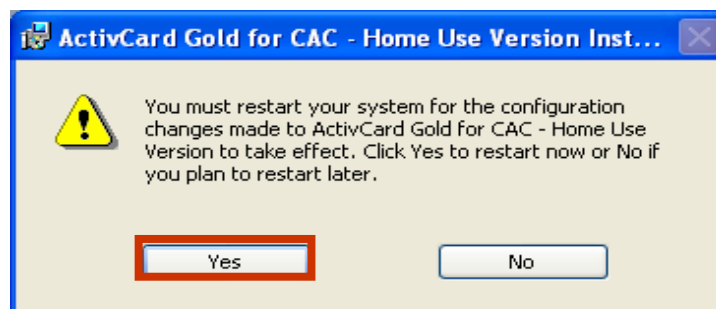 ActivCard Gold for CAC - Home Use Version Inst...
You must restart your system for the configuration
changes made to ActivCard Gold for CAC - Home Use
Version to take effect. Click Yes to restart now or No if
you plan to restart later.
Yes
No